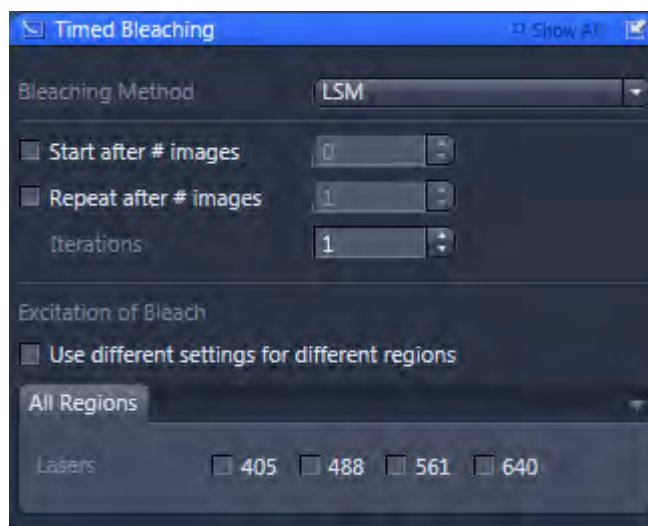 Timed Bleaching Show All
Bleaching Method LSM
Start after # images 0
Repeat after # images 1
Iterations 1
Excitation of Bleach
Use different settings for different regions
All Regions
Lasers 405 488 561 640